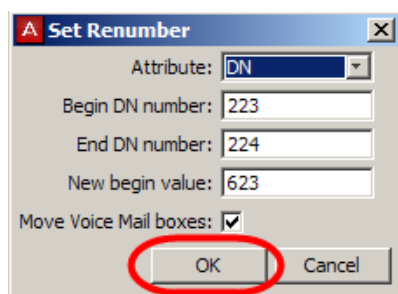 A Set Renumber X
Attribute: DN
Begin DN number: 223
End DN number: 224
New begin value: 623
Move Voice Mail boxes:
OK Cancel